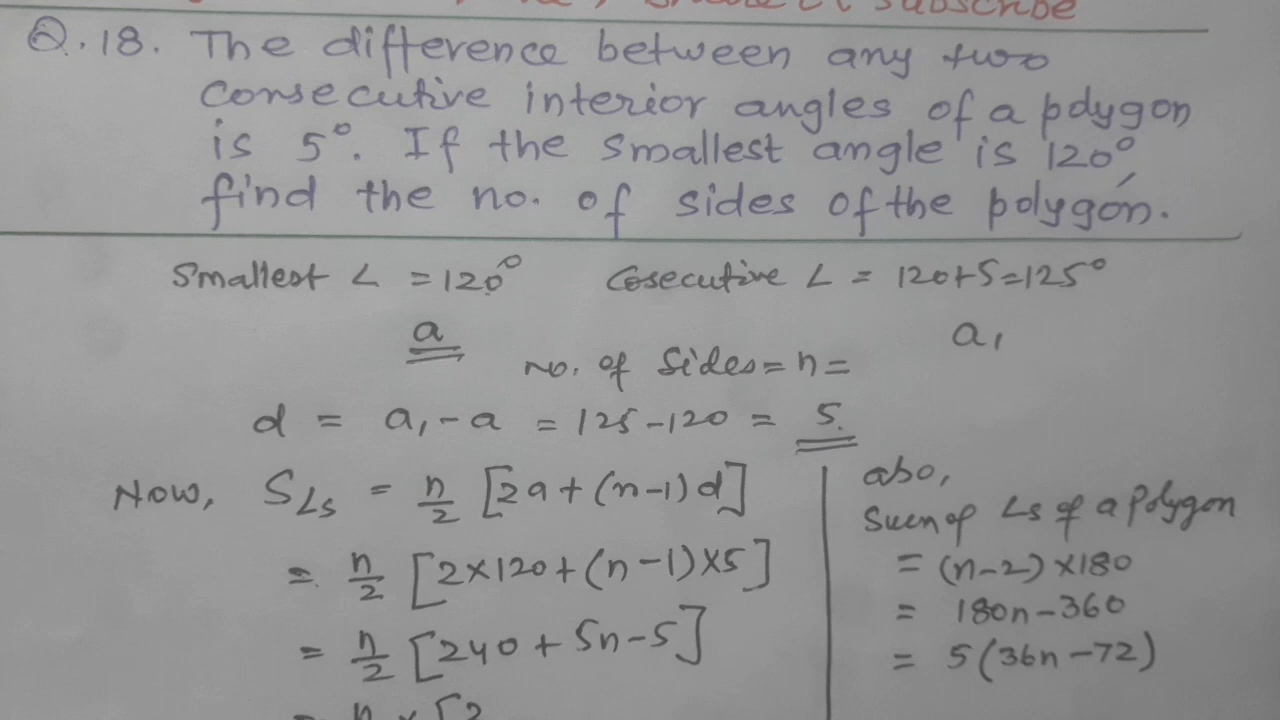 subscribe
Q.18. The difference between any two
consecutive interior angles of a polygon
is 5°. If the smallest angle is 120°,
find the no. of sides of the polygon.
Smallest ∠ = 120° Cosecutive ∠ = 120+5=125°
a a₁
no. of Sides = n =
d = a₁-a = 125-120 = 5.
Now, S∠s = n/2 [2a+(n-1)d]
= n/2 [2×120+(n-1)×5]
= n/2 [240+5n-5]
also,
Sum of ∠s of a Polygon
= (n-2)×180
= 180n-360
= 5(36n-72)